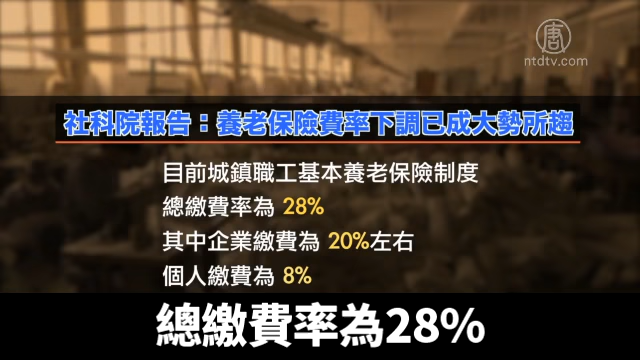 唐
ntdtv.com
社科院報告：養老保險費率下調已成大勢所趨
目前城鎮職工基本養老保險制度
總繳費率為 28%
其中企業繳費為 20%左右
個人繳費為 8%
總繳費率為28%